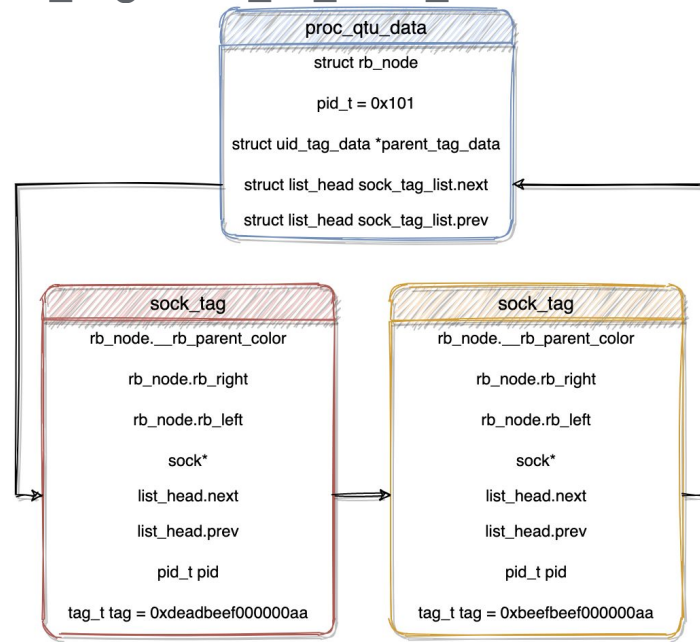 proc_qtu_data
struct rb_node
pid_t = 0x101
struct uid_tag_data *parent_tag_data
struct list_head sock_tag_list.next
struct list_head sock_tag_list.prev
sock_tag
rb_node.__rb_parent_color
rb_node.rb_right
rb_node.rb_left
sock*
list_head.next
list_head.prev
pid_t pid
tag_t tag = 0xdeadbeef000000aa
sock_tag
rb_node.__rb_parent_color
rb_node.rb_right
rb_node.rb_left
sock*
list_head.next
list_head.prev
pid_t pid
tag_t tag = 0xbeefbeef000000aa